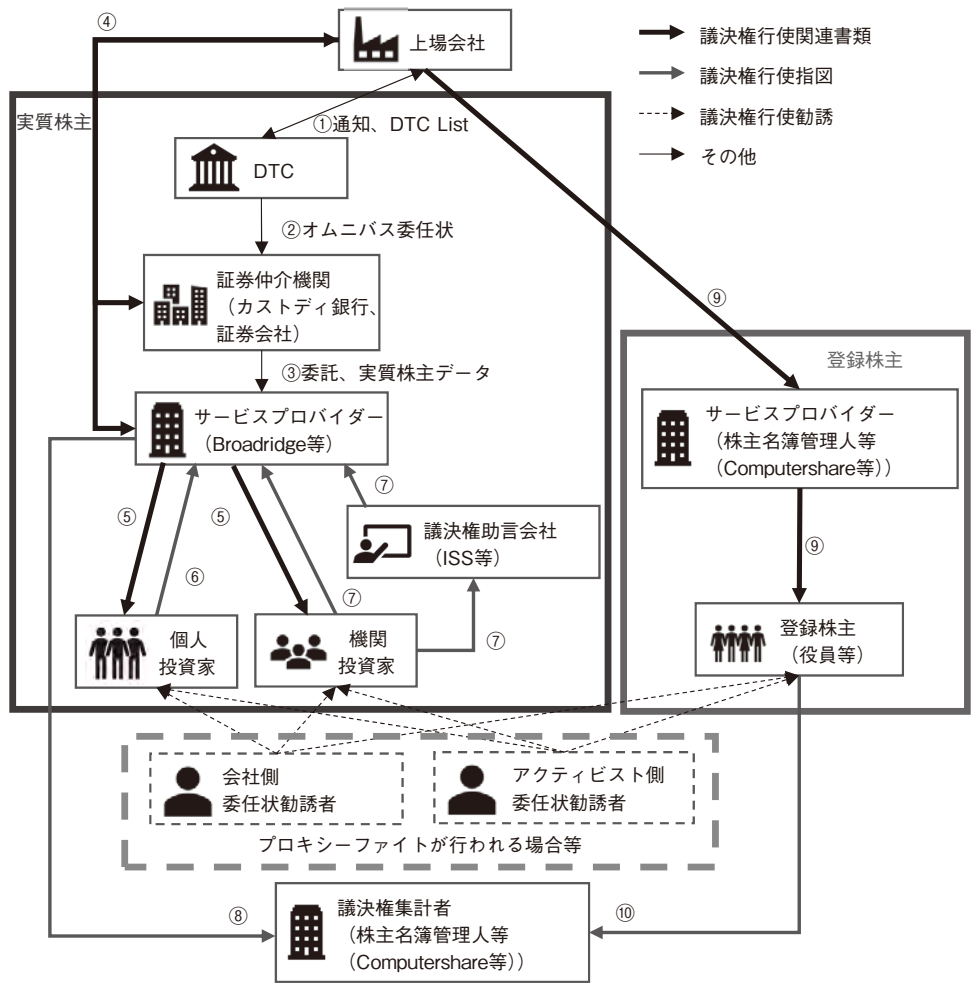 ④
上場会社
議決権行使関連書類
議決権行使指図
議決権行使勧誘
その他
実質株主
①通知、DTC List
DTC
②オムニバス委任状
証券仲介機関
（カストディ銀行、
証券会社）
③委託、実質株主データ
サービスプロバイダー
（Broadridge等）
⑨
登録株主
サービスプロバイダー
（株主名簿管理人等
（Computershare等））
⑤
⑤
⑦
議決権助言会社
（ISS等）
⑥
⑦
⑦
⑨
個人
投資家
機関
投資家
登録株主
（役員等）
会社側
委任状勧誘者
アクティビスト側
委任状勧誘者
プロキシーファイトが行われる場合等
⑧
⑩
議決権集計者
（株主名簿管理人等
（Computershare等））